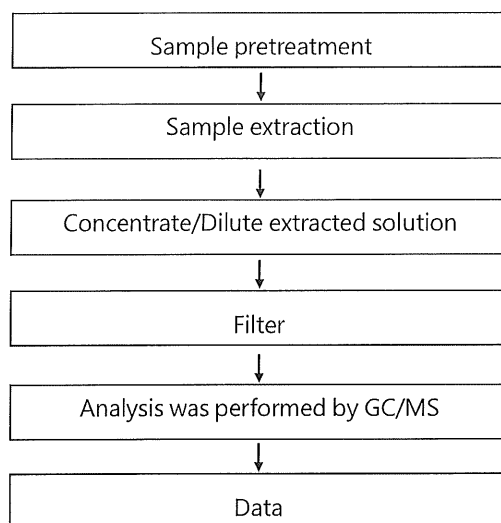 Sample pretreatment
Sample extraction
Concentrate/Dilute extracted solution
Filter
Analysis was performed by GC/MS
Data